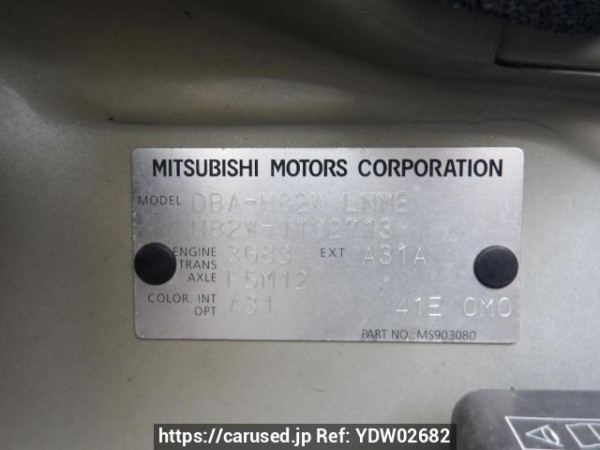 MITSUBISHI MOTORS CORPORATION
MODEL DBA-H82W LNME
H82W-1102713
ENGINE 3G83 EXT A31A
TRANS
AXLE F5M12
COLOR. INT A31 41E 0M0
OPT
PART NO.: MS903080
https://carused.jp Ref: YDW02682